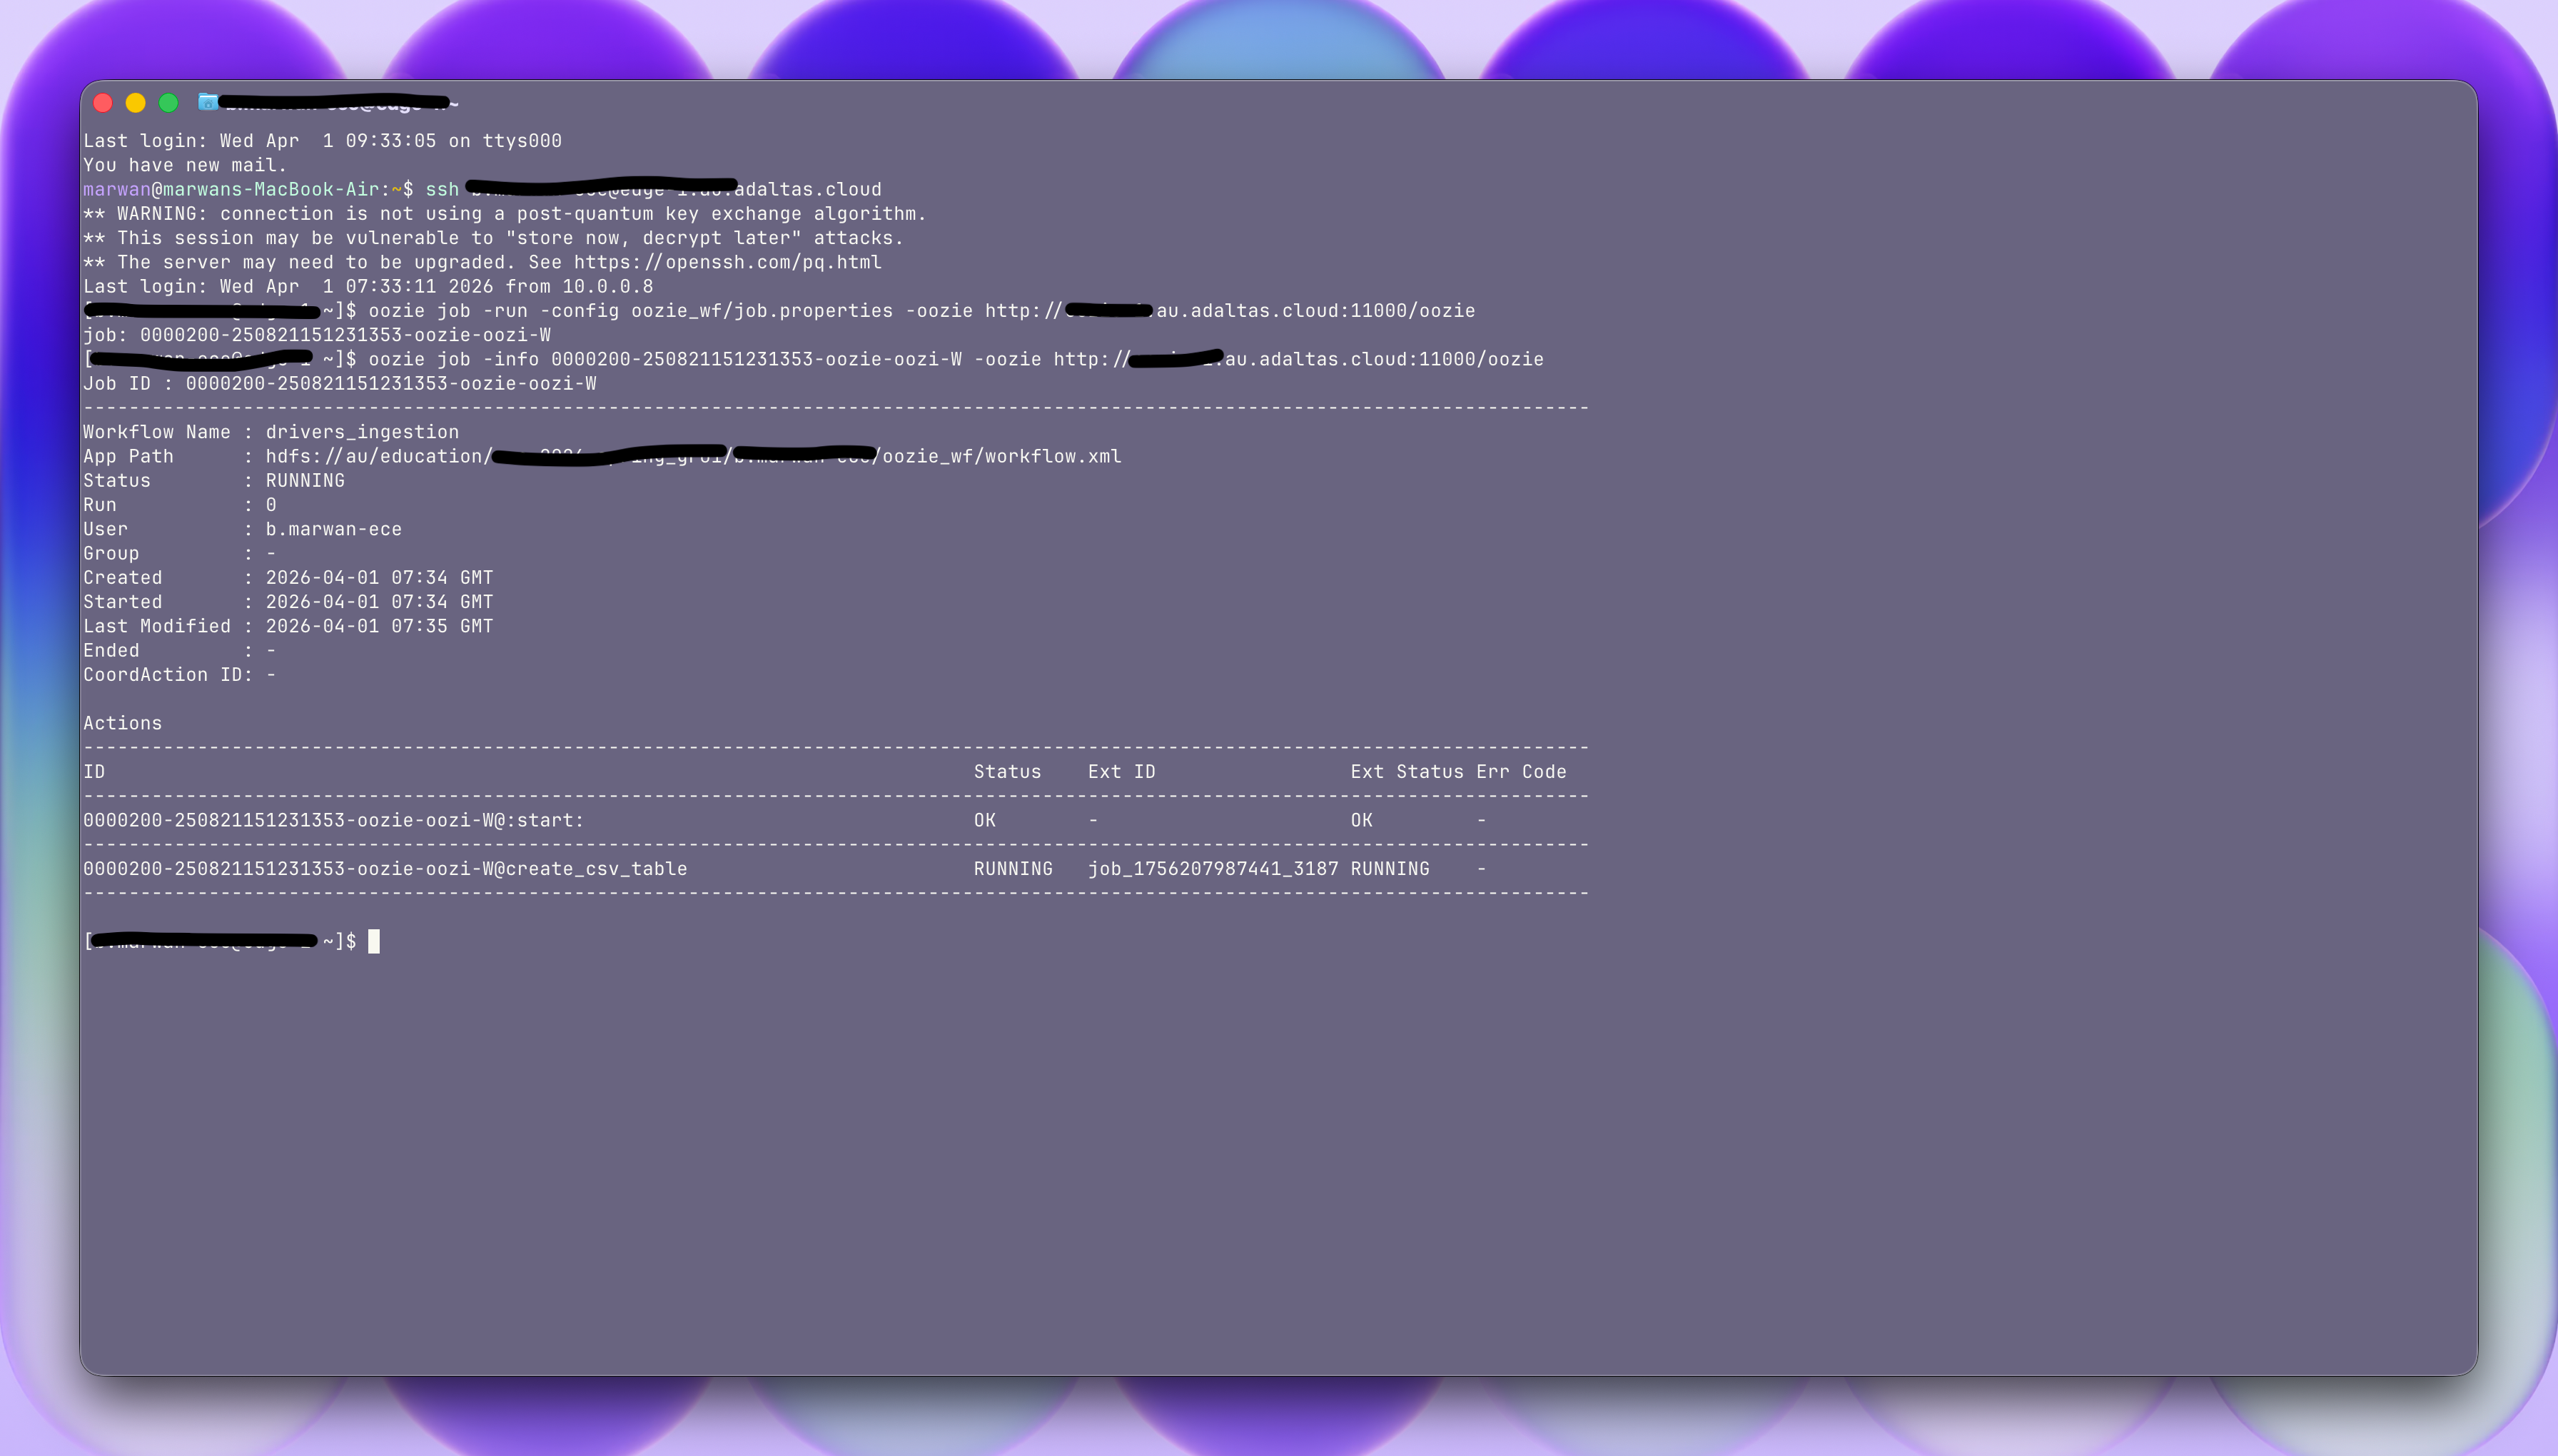 ~
Last login: Wed Apr  1 09:33:05 on ttys000
You have new mail.
marwan@marwans-MacBook-Air:~$ ssh adaltas.cloud
** WARNING: connection is not using a post-quantum key exchange algorithm.
** This session may be vulnerable to "store now, decrypt later" attacks.
** The server may need to be upgraded. See https://openssh.com/pq.html
Last login: Wed Apr  1 07:33:11 2026 from 10.0.0.8
[ ~]$ oozie job -run -config oozie_wf/job.properties -oozie http://au.adaltas.cloud:11000/oozie
job: 0000200-250821151231353-oozie-oozi-W
[ ~]$ oozie job -info 0000200-250821151231353-oozie-oozi-W -oozie http://.au.adaltas.cloud:11000/oozie
Job ID : 0000200-250821151231353-oozie-oozi-W
------------------------------------------------------------------------------------------------------------------------------------
Workflow Name : drivers_ingestion
App Path      : hdfs://au/education//oozie_wf/workflow.xml
Status        : RUNNING
Run           : 0
User          : b.marwan-ece
Group         : -
Created       : 2026-04-01 07:34 GMT
Started       : 2026-04-01 07:34 GMT
Last Modified : 2026-04-01 07:35 GMT
Ended         : -
CoordAction ID: -
Actions
------------------------------------------------------------------------------------------------------------------------------------
ID                                                                            Status    Ext ID                 Ext Status Err Code
------------------------------------------------------------------------------------------------------------------------------------
0000200-250821151231353-oozie-oozi-W@:start:                                  OK        -                      OK         -
------------------------------------------------------------------------------------------------------------------------------------
0000200-250821151231353-oozie-oozi-W@create_csv_table                         RUNNING   job_1756207987441_3187 RUNNING    -
------------------------------------------------------------------------------------------------------------------------------------
[ ~]$